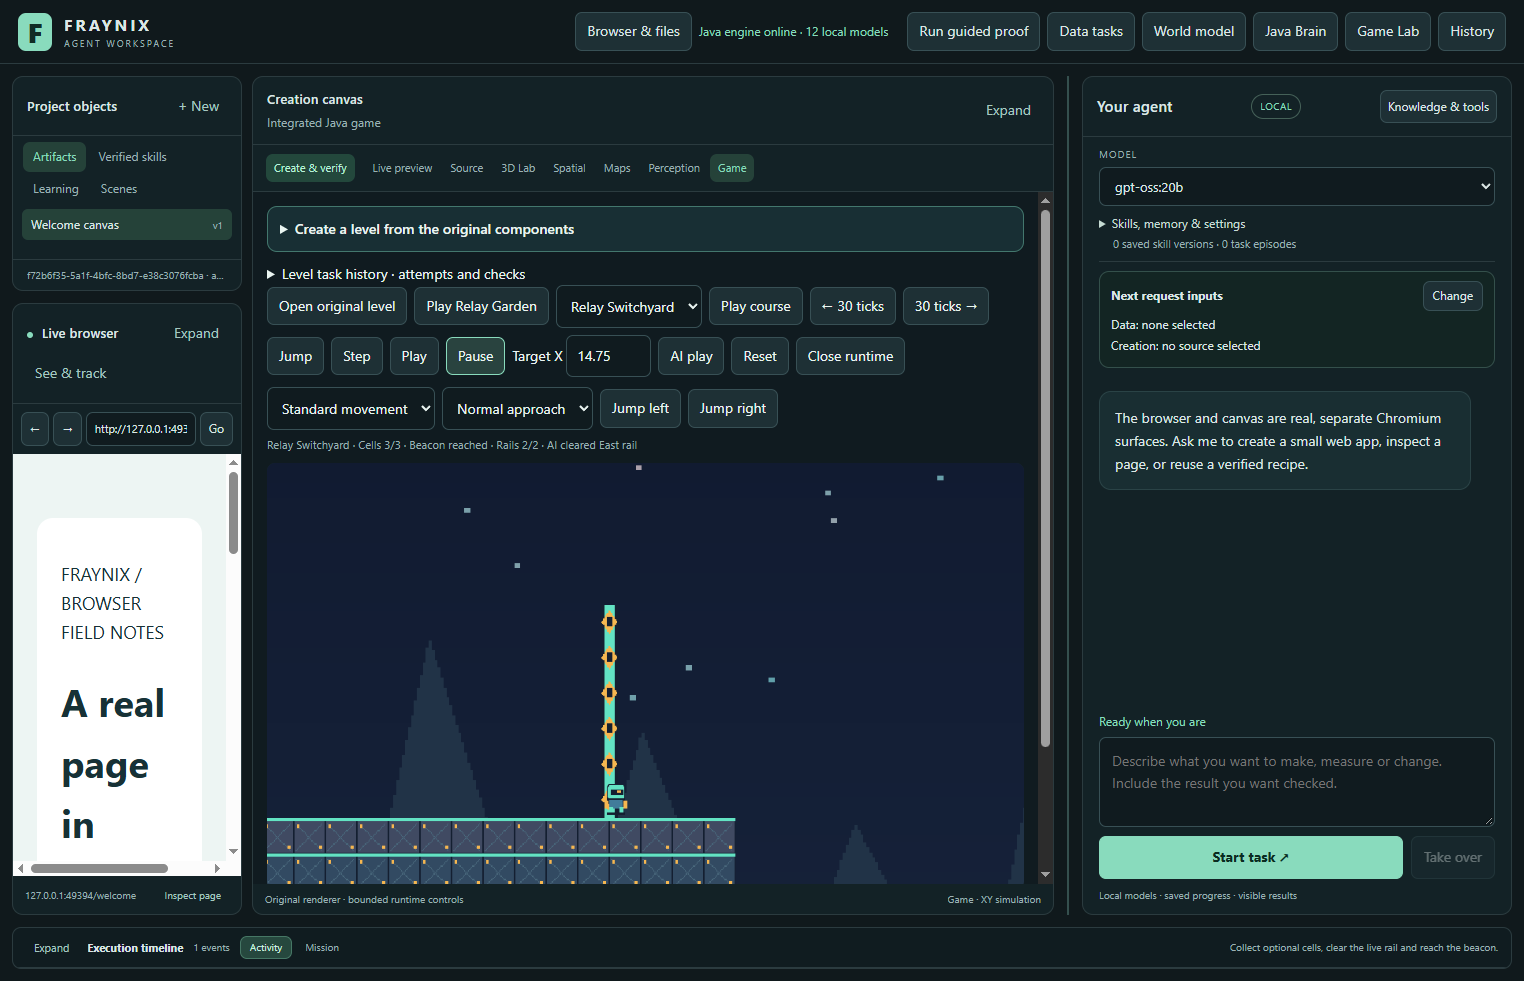 F
FRAYNIX
AGENT WORKSPACE
Browser & files
Java engine online · 12 local models
Run guided proof
Data tasks
World model
Java Brain
Game Lab
History
Project objects
+ New
Artifacts
Verified skills
Learning
Scenes
Welcome canvas
v1
f72b6f35-5a1f-4bfc-8bd7-e38c3076fcba · a...
Live browser
Expand
See & track
←
→
http://127.0.0.1:493
Go
FRAYNIX /
BROWSER
FIELD NOTES
A real
page
in
127.0.0.1:49394/welcome
Inspect page
Creation canvas
Integrated Java game
Expand
Create & verify
Live preview
Source
3D Lab
Spatial
Maps
Perception
Game
Create a level from the original components
Level task history · attempts and checks
Open original level
Play Relay Garden
Relay Switchyard
Play course
← 30 ticks
30 ticks →
Jump
Step
Play
Pause
Target X
14.75
AI play
Reset
Close runtime
Standard movement
Normal approach
Jump left
Jump right
Relay Switchyard · Cells 3/3 · Beacon reached · Rails 2/2 · AI cleared East rail
Original renderer · bounded runtime controls
Game · XY simulation
Your agent
LOCAL
Knowledge & tools
MODEL
gpt-oss:20b
Skills, memory & settings
0 saved skill versions · 0 task episodes
Next request inputs
Change
Data: none selected
Creation: no source selected
The browser and canvas are real, separate Chromium
surfaces. Ask me to create a small web app, inspect a
page, or reuse a verified recipe.
Ready when you are
Describe what you want to make, measure or change.
Include the result you want checked.
Start task ↗
Take over
Local models · saved progress · visible results
Expand
Execution timeline
1 events
Activity
Mission
Collect optional cells, clear the live rail and reach the beacon.